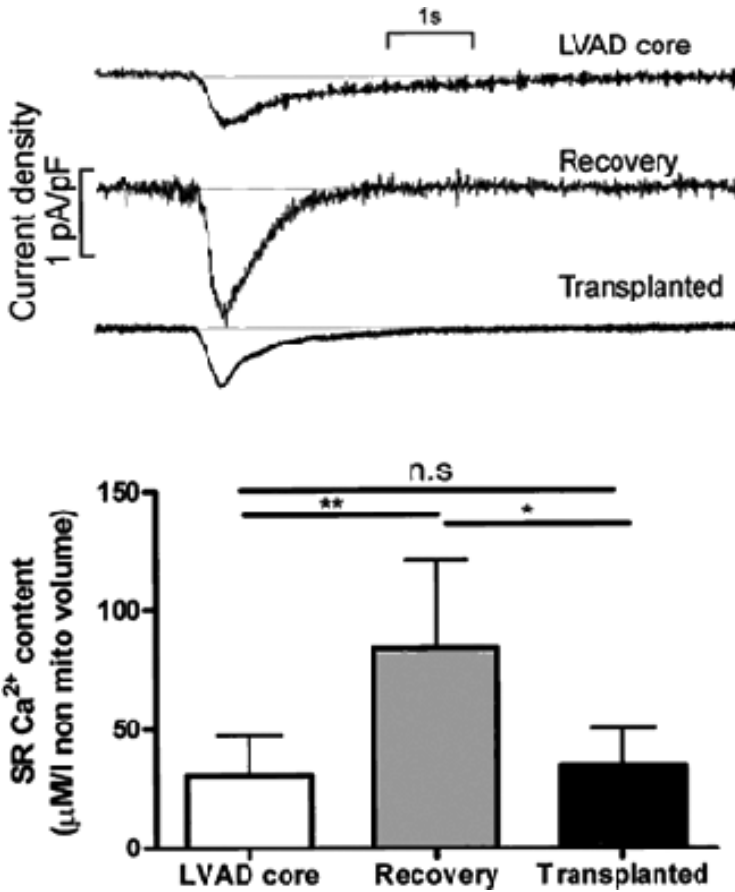 1s
LVAD core
Recovery
Transplanted
Current density
1 pA/pF
n.s
**
*
150
100
50
0
SR Ca²⁺ content
(μM/l non mito volume)
LVAD core Recovery Transplanted